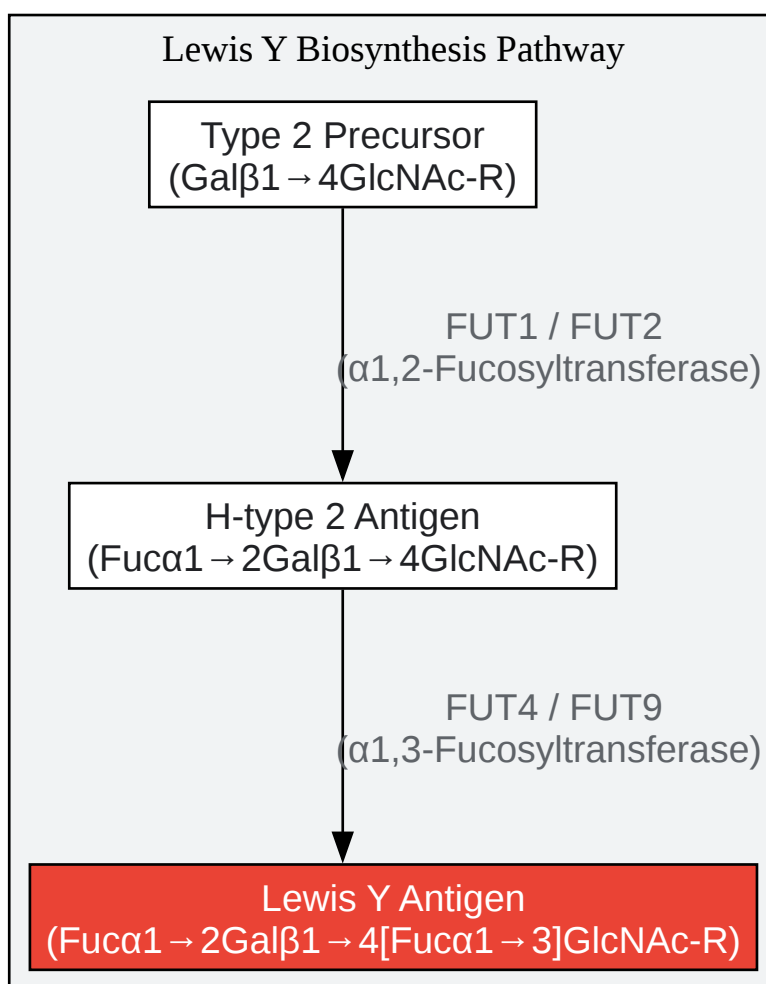 Lewis Y Biosynthesis Pathway
Type 2 Precursor
(Galβ1→4GlcNAc-R)
FUT1 / FUT2
(α1,2-Fucosyltransferase)
H-type 2 Antigen
(Fucα1→2Galβ1→4GlcNAc-R)
FUT4 / FUT9
(α1,3-Fucosyltransferase)
Lewis Y Antigen
(Fucα1→2Galβ1→4[Fucα1→3]GlcNAc-R)